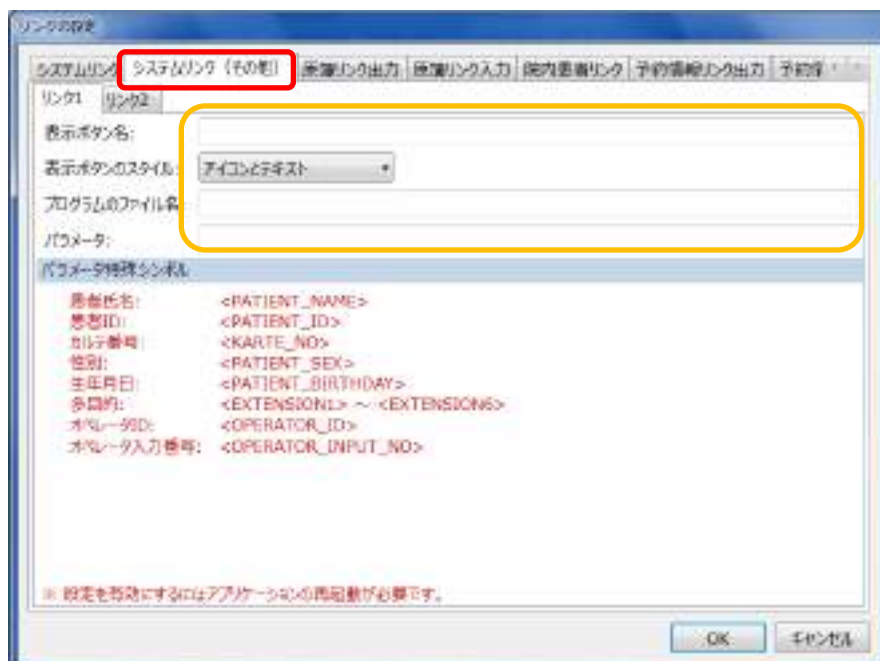 リンクの設定
システムリンク システムリンク（その他） 原簿リンク出力 原簿リンク入力 院内患者リンク 予約情報リンク出力
リンク1 リンク2
表示ボタン名:
表示ボタンのスタイル: アイコンとテキスト
プログラムのファイル名:
パラメータ:
パラメータ特殊シンボル
患者氏名: <PATIENT_NAME>
患者ID: <PATIENT_ID>
カルテ番号: <KARTE_NO>
性別: <PATIENT_SEX>
生年月日: <PATIENT_BIRTHDAY>
多目的: <EXTENSION1> ～ <EXTENSION6>
オペレータID: <OPERATOR_ID>
オペレータ入力番号: <OPERATOR_INPUT_NO>
※ 設定を有効にするにはアプリケーションの再起動が必要です。
OK キャンセル